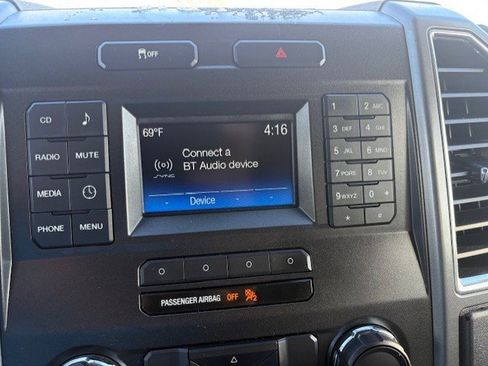 OFF
CD
RADIO MUTE
MEDIA
PHONE MENU
69°F 4:16
Connect a
BT Audio device
SYNC
Device
1 2 ABC
3 DEF 4 GHI
5 JKL 6 MNO
7 PQRS 8 TUV
9 WXYZ 0
* #
PASSENGER AIRBAG OFF 2